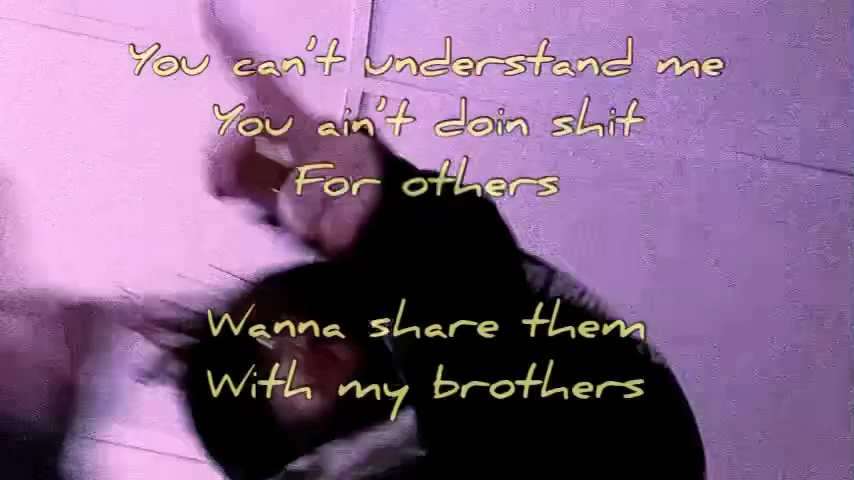 You can't understand me
You ain't doin shit
For others
Wanna share them
With my brothers